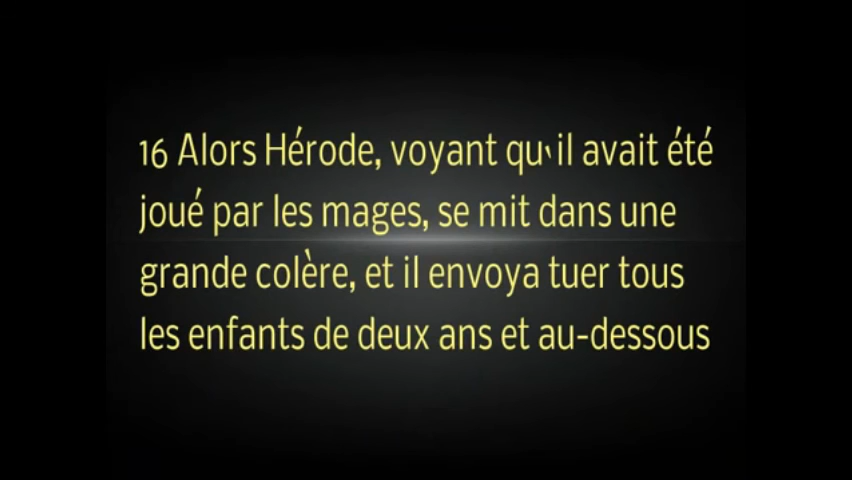 16 Alors Hérode, voyant qu'il avait été
joué par les mages, se mit dans une
grande colère, et il envoya tuer tous
les enfants de deux ans et au-dessous